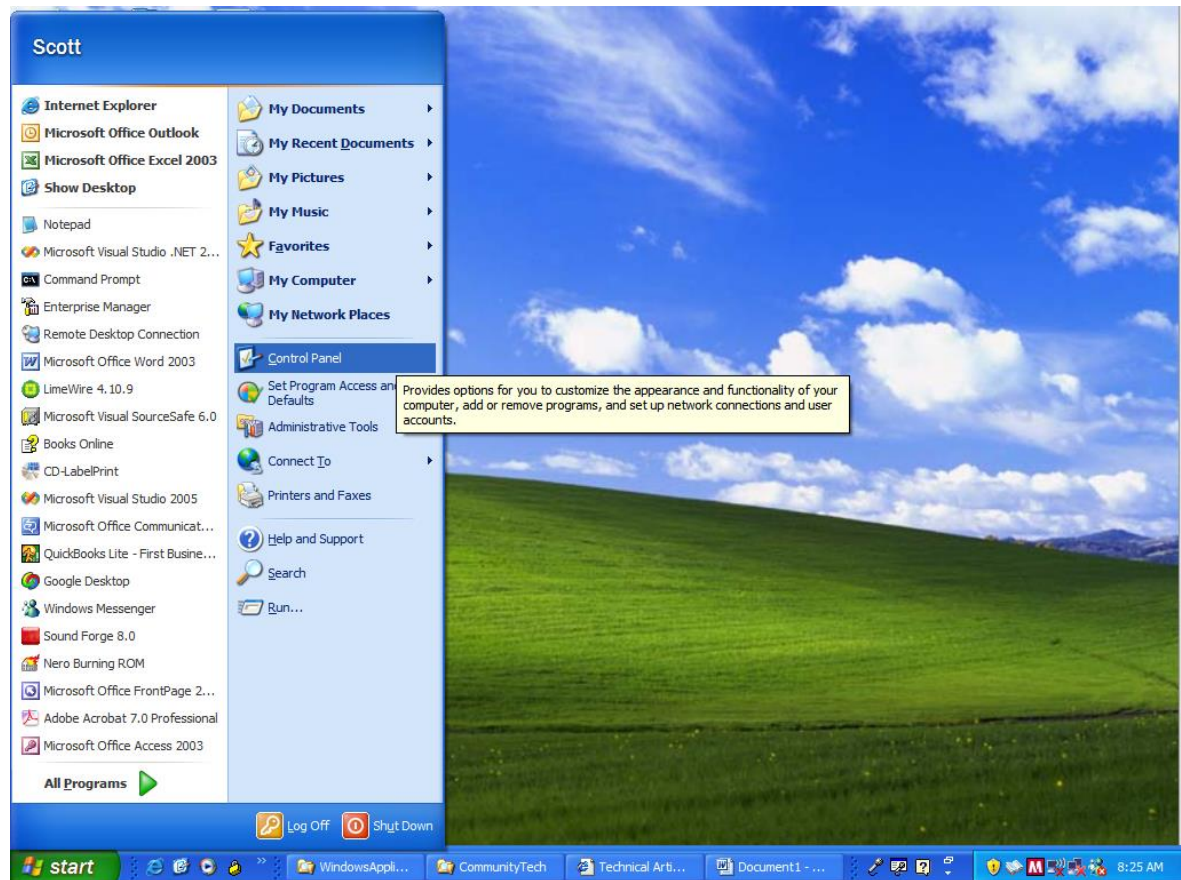 Scott
Internet Explorer
Microsoft Office Outlook
Microsoft Office Excel 2003
Show Desktop
Notepad
Microsoft Visual Studio .NET 2...
Command Prompt
Enterprise Manager
Remote Desktop Connection
Microsoft Office Word 2003
LimeWire 4.10.9
Microsoft Visual SourceSafe 6.0
Books Online
CD-LabelPrint
Microsoft Visual Studio 2005
Microsoft Office Communicat...
QuickBooks Lite - First Busine...
Google Desktop
Windows Messenger
Sound Forge 8.0
Nero Burning ROM
Microsoft Office FrontPage 2...
Adobe Acrobat 7.0 Professional
Microsoft Office Access 2003
All Programs
My Documents
My Recent Documents
My Pictures
My Music
Favorites
My Computer
My Network Places
Control Panel
Set Program Access an
Defaults
Administrative Tools
Connect To
Printers and Faxes
Help and Support
Search
Run...
Provides options for you to customize the appearance and functionality of your
computer, add or remove programs, and set up network connections and user
accounts.
Log Off
Shut Down
start
WindowsAppli...
CommunityTech
Technical Arti...
Document1 - ...
8:25 AM